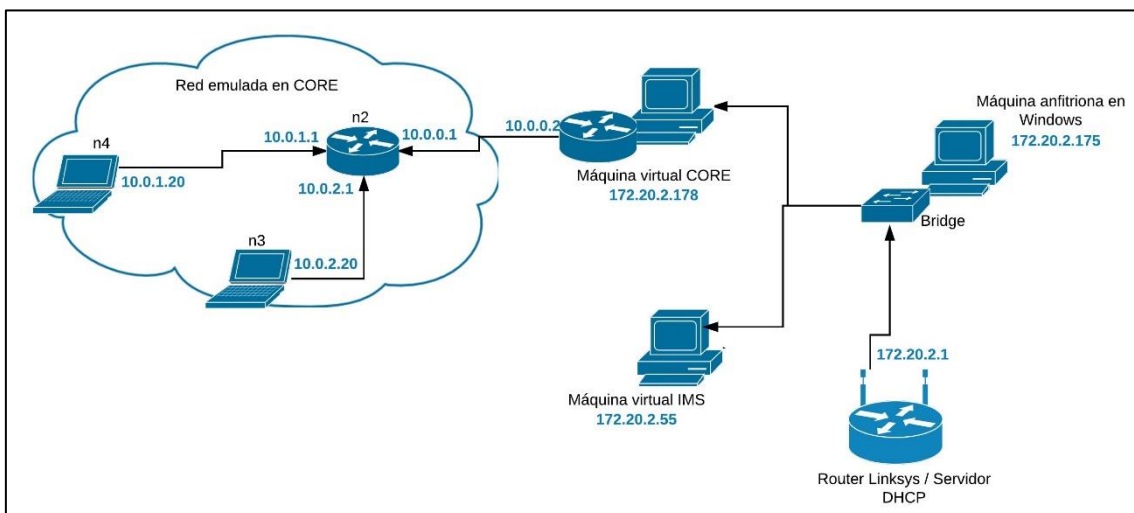 Red emulada en CORE
n2
10.0.1.1
10.0.0.1
10.0.0.2
n4
10.0.1.20
10.0.2.1
n3
10.0.2.20
Máquina virtual CORE
172.20.2.178
Máquina anfitriona en
Windows
172.20.2.175
Bridge
Máquina virtual IMS
172.20.2.55
172.20.2.1
Router Linksys / Servidor
DHCP